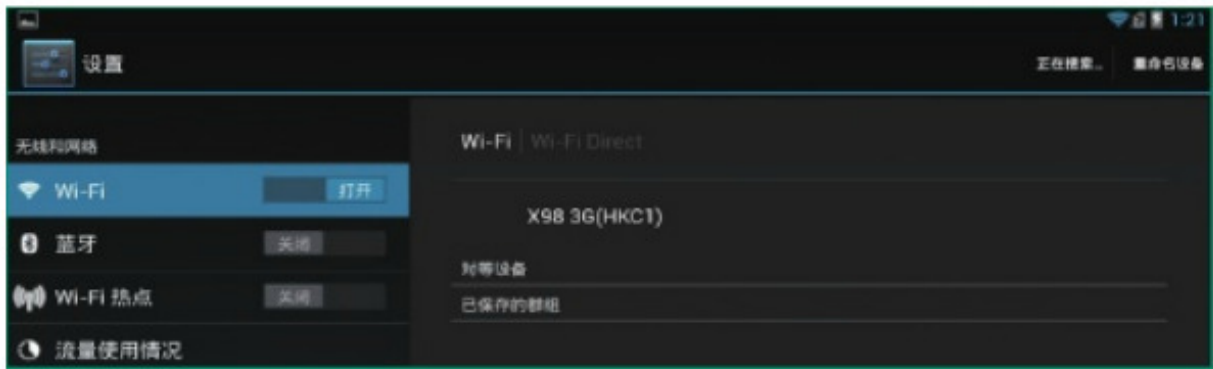 1:21
设置
正在搜索...
重命名设备
无线和网络
Wi-Fi | Wi-Fi Direct
Wi-Fi 打开
X98 3G(HKC1)
蓝牙 关闭
对等设备
Wi-Fi 热点 关闭
已保存的群组
流量使用情况